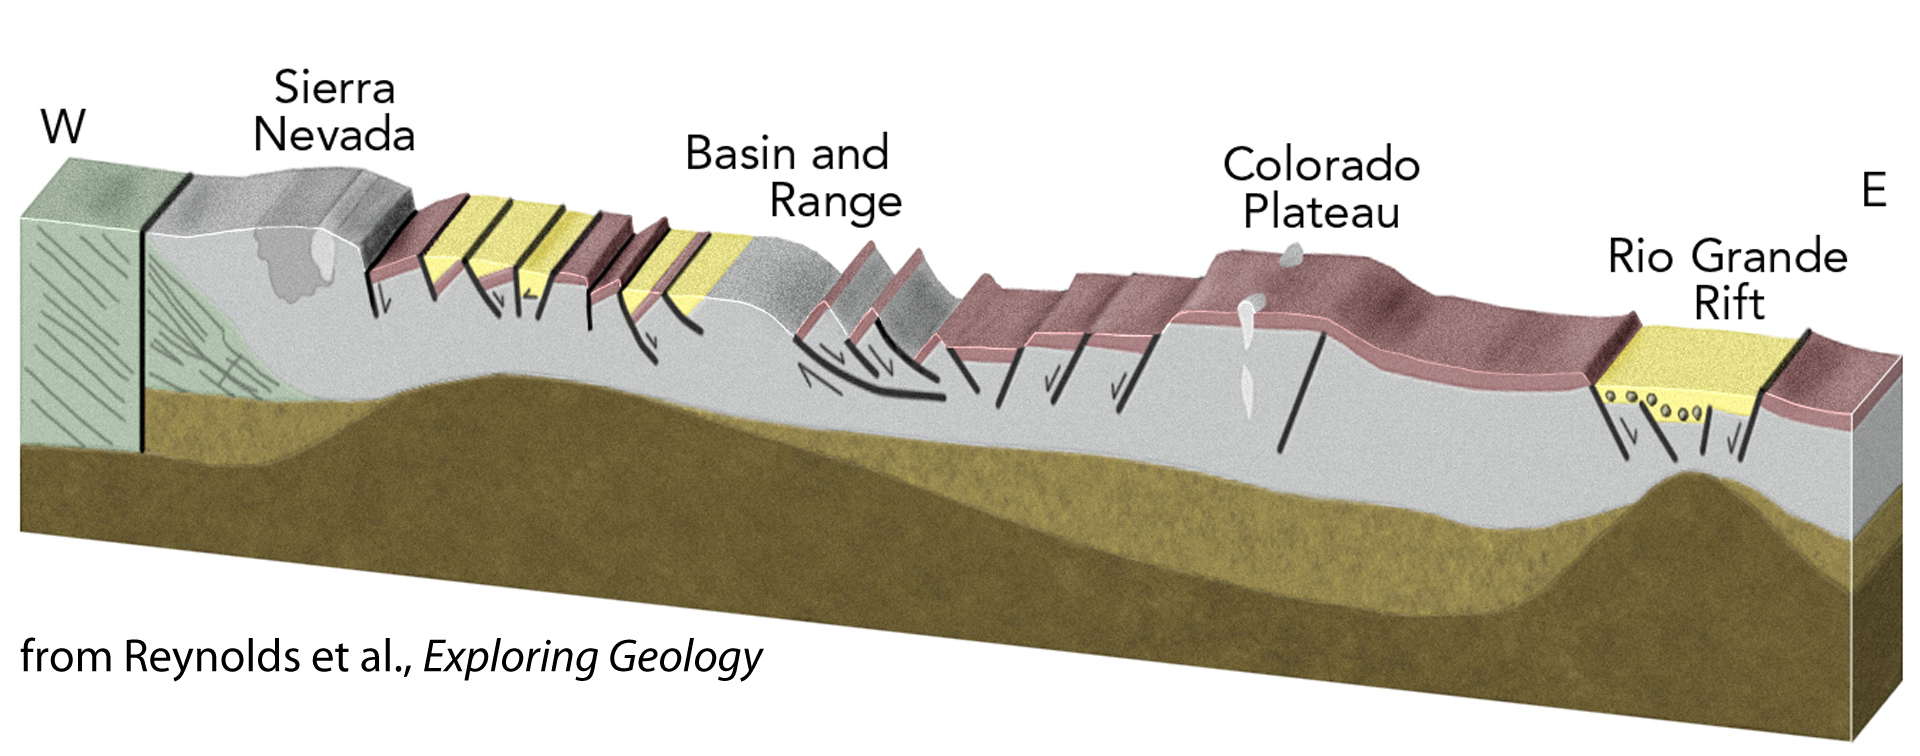 W
Sierra
Nevada
Basin and
Range
Colorado
Plateau
E
Rio Grande
Rift
from Reynolds et al., Exploring Geology